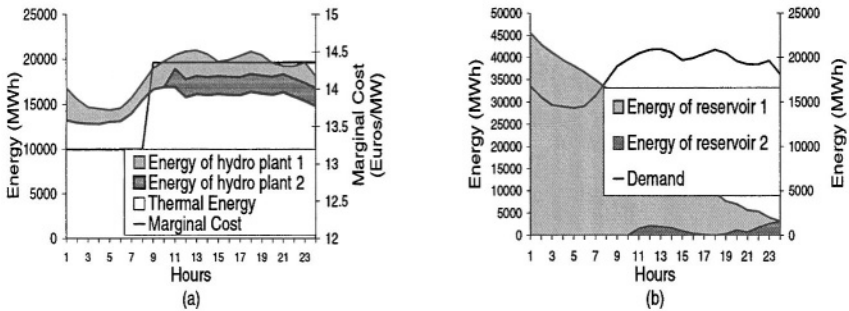 25000
20000
15000
10000
5000
0
Energy (MWh)
15
14.5
14
13.5
13
12.5
12
Marginal Cost
(Euros/MW)
Energy of hydro plant 1
Energy of hydro plant 2
Thermal Energy
Marginal Cost
1 3 5 7 9 11 13 15 17 19 21 23
Hours
(a)
50000
45000
40000
35000
30000
25000
20000
15000
10000
5000
0
Energy (MWh)
25000
20000
15000
10000
5000
0
Energy (MWh)
Energy of reservoir 1
Energy of reservoir 2
Demand
1 3 5 7 9 11 13 15 17 19 21 23
Hours
(b)